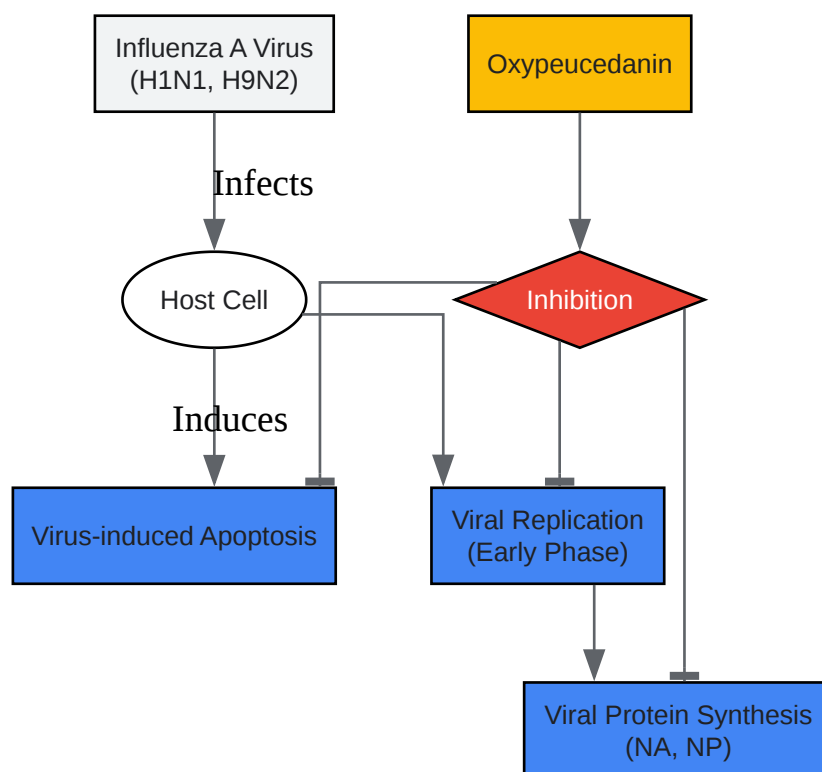 Influenza A Virus
(H1N1, H9N2)
Oxypeucedanin
Infects
Host Cell
Inhibition
Induces
Virus-induced Apoptosis
Viral Replication
(Early Phase)
Viral Protein Synthesis
(NA, NP)